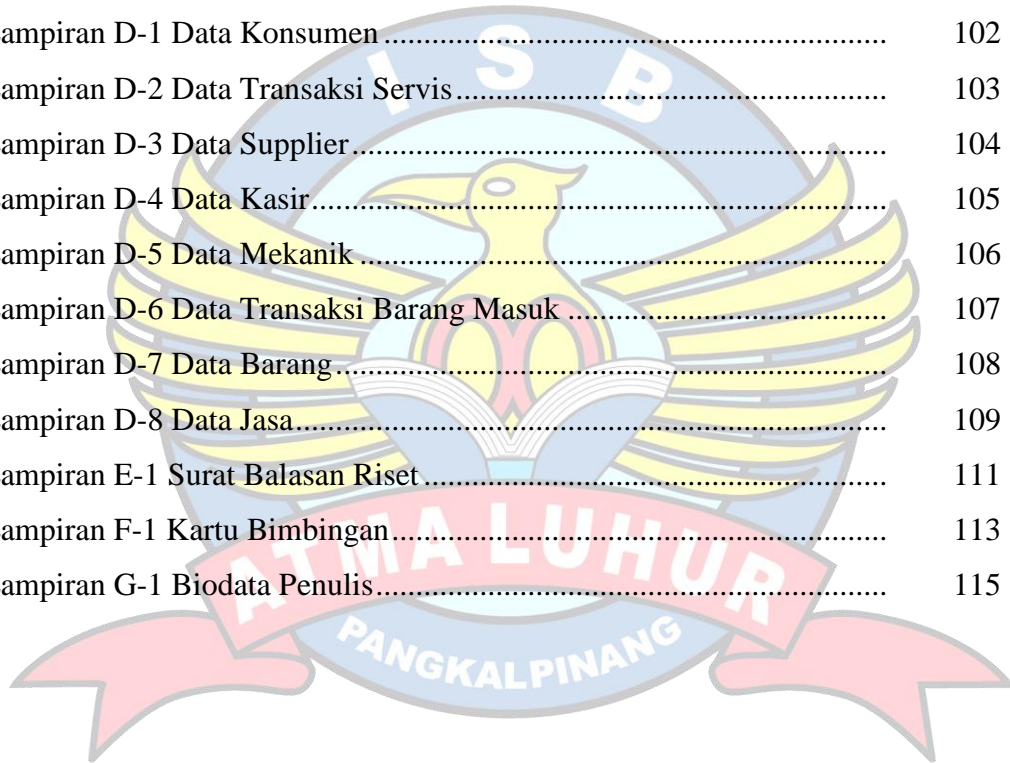 ampiran D-1 Data Konsumen ................................................................ 102
ampiran D-2 Data Transaksi Servis ...................................................... 103
ampiran D-3 Data Supplier ................................................................... 104
ampiran D-4 Data Kasir ........................................................................ 105
ampiran D-5 Data Mekanik .................................................................. 106
ampiran D-6 Data Transaksi Barang Masuk ........................................ 107
ampiran D-7 Data Barang ..................................................................... 108
ampiran D-8 Data Jasa .......................................................................... 109
ampiran E-1 Surat Balasan Riset .......................................................... 111
ampiran F-1 Kartu Bimbingan .............................................................. 113
ampiran G-1 Biodata Penulis ................................................................ 115
I S B
ATMA LUHUR
PANGKALPINANG